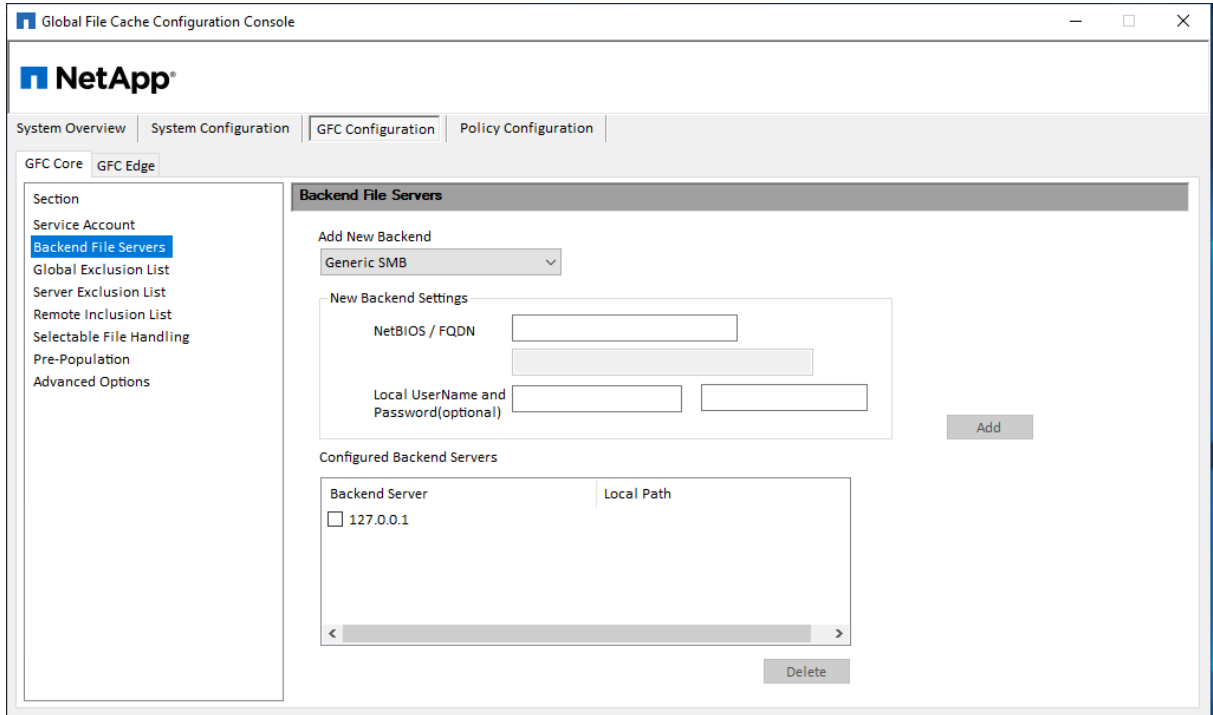 Global File Cache Configuration Console
NetApp®
System Overview System Configuration GFC Configuration Policy Configuration
GFC Core GFC Edge
Section
Service Account
Backend File Servers
Global Exclusion List
Server Exclusion List
Remote Inclusion List
Selectable File Handling
Pre-Population
Advanced Options
Backend File Servers
Add New Backend
Generic SMB
New Backend Settings
NetBIOS / FQDN
Local UserName and
Password(optional)
Add
Configured Backend Servers
Backend Server Local Path
127.0.0.1
Delete